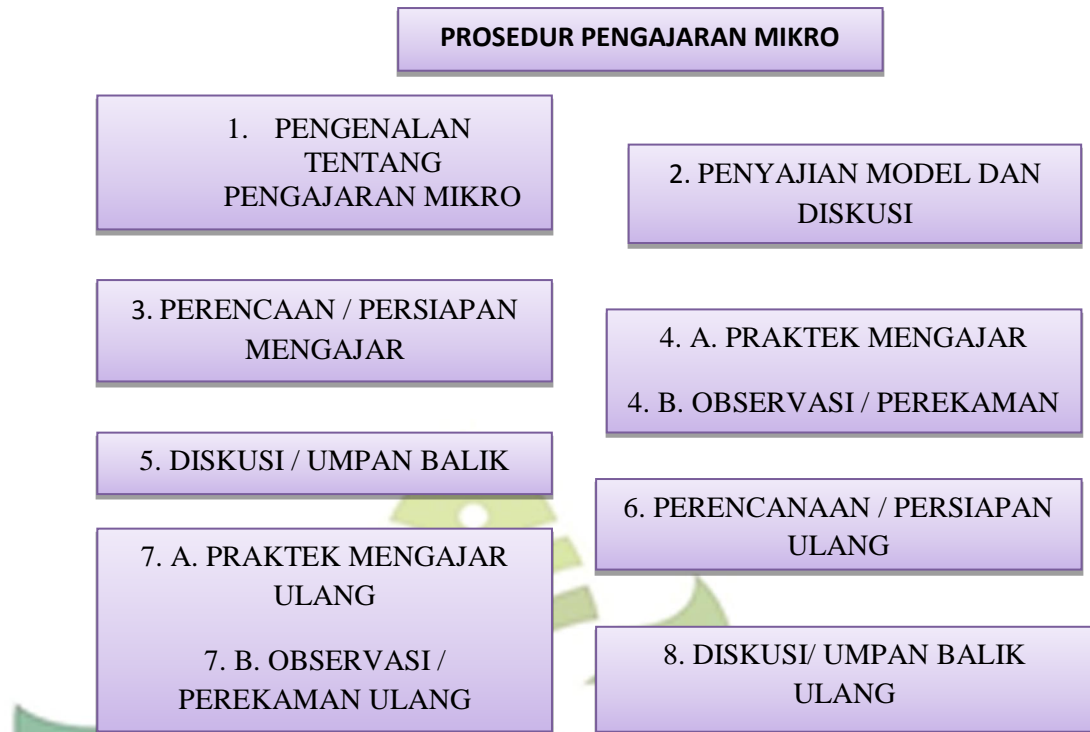 PROSEDUR PENGAJARAN MIKRO
1. PENGENALAN
TENTANG
PENGAJARAN MIKRO
2. PENYAJIAN MODEL DAN
DISKUSI
3. PERENCAAN / PERSIAPAN
MENGAJAR
4. A. PRAKTEK MENGAJAR
4. B. OBSERVASI / PEREKAMAN
5. DISKUSI / UMPAN BALIK
6. PERENCANAAN / PERSIAPAN
ULANG
7. A. PRAKTEK MENGAJAR
ULANG
7. B. OBSERVASI /
PEREKAMAN ULANG
8. DISKUSI/ UMPAN BALIK
ULANG